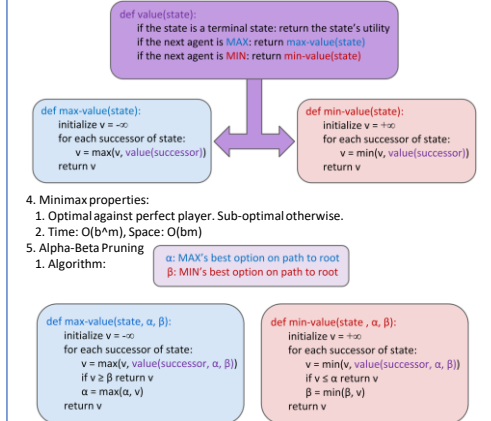 def value(state):
if the state is a terminal state: return the state's utility
if the next agent is MAX: return max-value(state)
if the next agent is MIN: return min-value(state)
def max-value(state):
initialize v = -∞
for each successor of state:
v = max(v, value(successor))
return v
def min-value(state):
initialize v = +∞
for each successor of state:
v = min(v, value(successor))
return v
4. Minimax properties:
1. Optimal against perfect player. Sub-optimal otherwise.
2. Time: O(b^m), Space: O(bm)
5. Alpha-Beta Pruning
1. Algorithm:
α: MAX's best option on path to root
β: MIN's best option on path to root
def max-value(state, α, β):
initialize v = -∞
for each successor of state:
v = max(v, value(successor, α, β))
if v ≥ β return v
α = max(α, v)
return v
def min-value(state , α, β):
initialize v = +∞
for each successor of state:
v = min(v, value(successor, α, β))
if v ≤ α return v
β = min(β, v)
return v